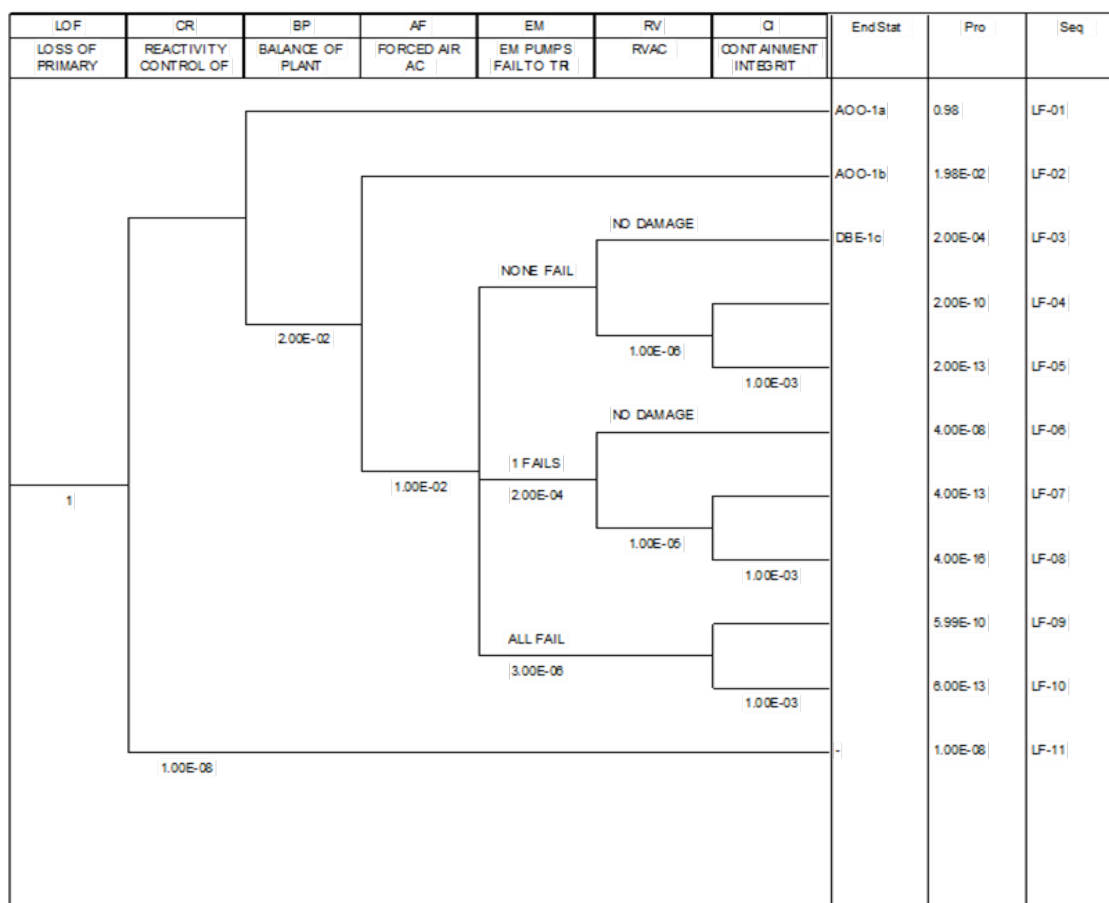 LOF CR BP AF EM RV CI EndStat Pro Seq
LOSS OF REACTIVITY BALANCE OF FORCED AIR EM PUMPS RVAC CONTAINMENT
PRIMARY CONTROL OF PLANT AC FAIL TO TR INTEGRIT
AOO-1a 0.98 LF-01
AOO-1b 1.98E-02 LF-02
NO DAMAGE
DBE-1c 2.00E-04 LF-03
NONE FAIL
2.00E-10 LF-04
2.00E-02 1.00E-06
2.00E-13 LF-05
1.00E-03
NO DAMAGE
4.00E-08 LF-06
1 FAILS
1.00E-02 2.00E-04
1 4.00E-13 LF-07
1.00E-05
4.00E-16 LF-08
1.00E-03
5.99E-10 LF-09
ALL FAIL
3.00E-06
6.00E-13 LF-10
1.00E-03
- 1.00E-08 LF-11
1.00E-08